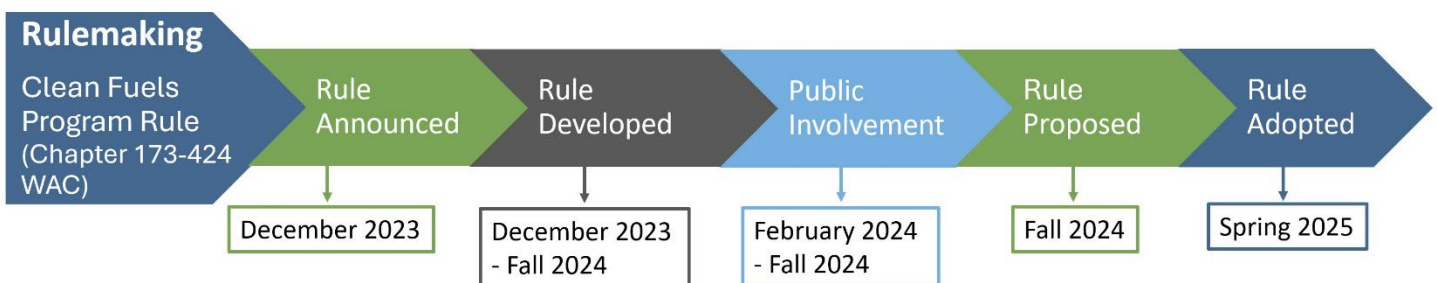 Rulemaking
Clean Fuels
Program Rule
(Chapter 173-424
WAC)
Rule
Announced
Rule
Developed
Public
Involvement
Rule
Proposed
Rule
Adopted
December 2023
December 2023
- Fall 2024
February 2024
- Fall 2024
Fall 2024
Spring 2025